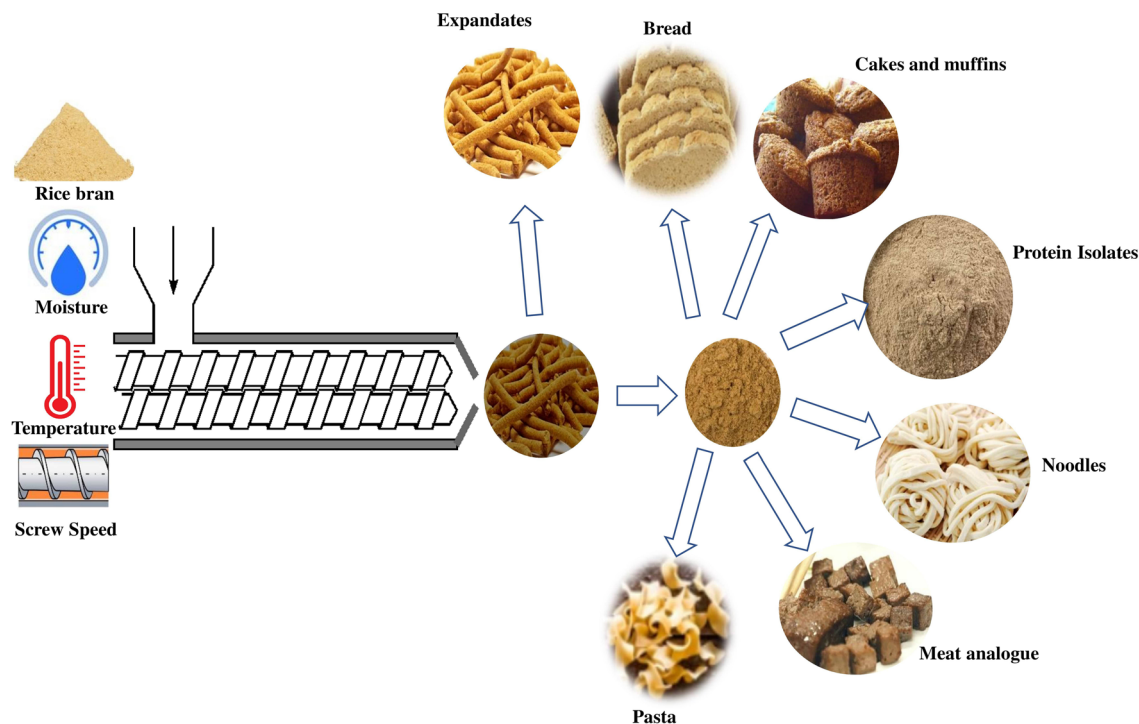 Expandates
Bread
Cakes and muffins
Rice bran
Protein Isolates
Moisture
Temperature
Noodles
Screw Speed
Meat analogue
Pasta